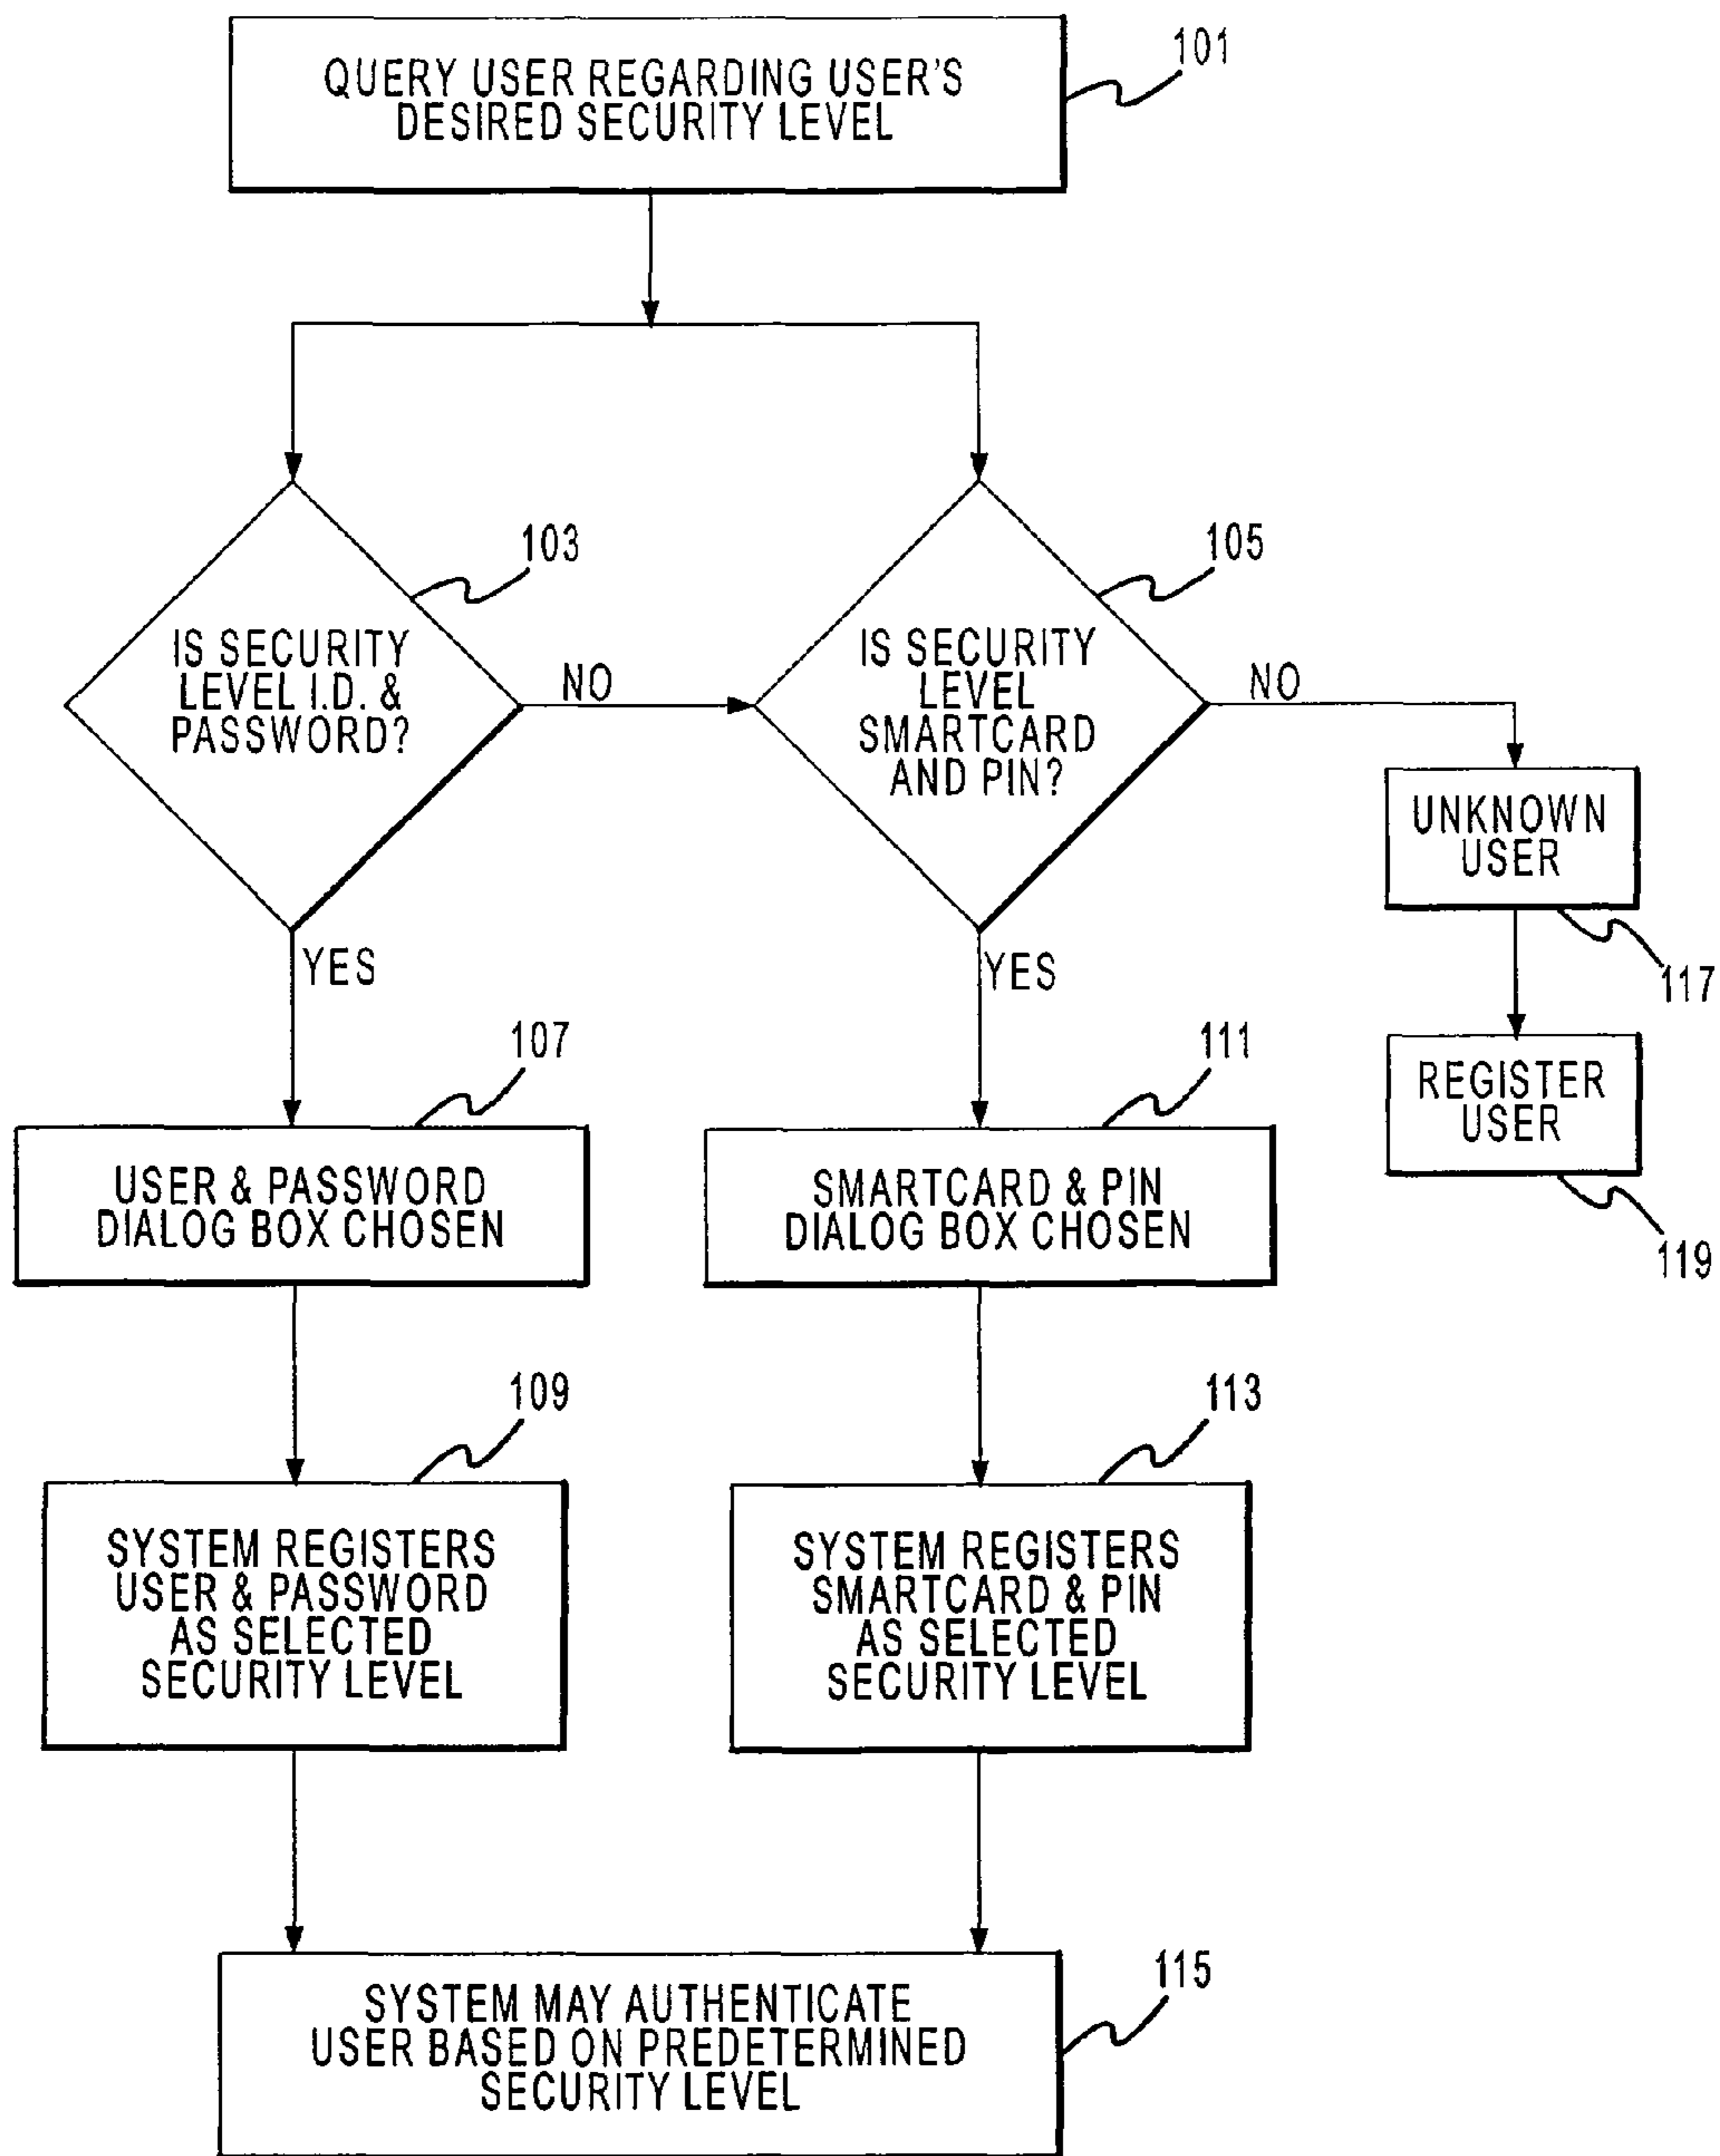 QUERY USER REGARDING USER'S
DESIRED SECURITY LEVEL
101
103
IS SECURITY
LEVEL I.D. &
PASSWORD?
NO
105
IS SECURITY
LEVEL
SMARTCARD
AND PIN?
NO
UNKNOWN
USER
117
YES
YES
107
USER & PASSWORD
DIALOG BOX CHOSEN
111
SMARTCARD & PIN
DIALOG BOX CHOSEN
REGISTER
USER
119
109
SYSTEM REGISTERS
USER & PASSWORD
AS SELECTED
SECURITY LEVEL
113
SYSTEM REGISTERS
SMARTCARD & PIN
AS SELECTED
SECURITY LEVEL
SYSTEM MAY AUTHENTICATE
USER BASED ON PREDETERMINED
SECURITY LEVEL
115